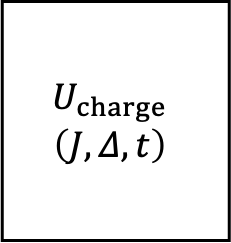 U_charge
(J, Δ, t)